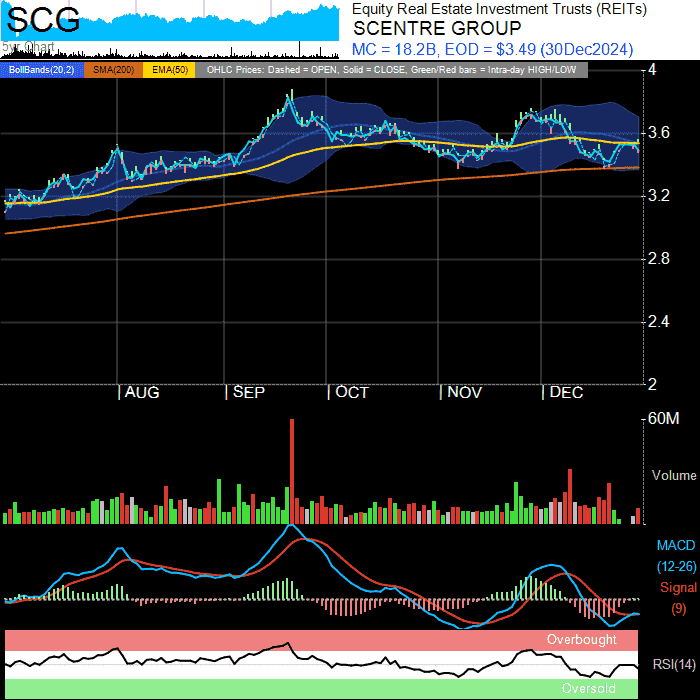 SCG
5yr Chart
Equity Real Estate Investment Trusts (REITs)
SCENTRE GROUP
MC = 18.2B, EOD = $3.49 (30Dec2024)
BollBands(20,2) SMA(200) EMA(50) OHLC Prices: Dashed = OPEN, Solid = CLOSE, Green/Red bars = Intra-day HIGH/LOW
4
3.6
3.2
2.8
2.4
2
AUG SEP OCT NOV DEC
60M
Volume
MACD
(12-26)
Signal
(9)
Overbought
RSI(14)
Oversold